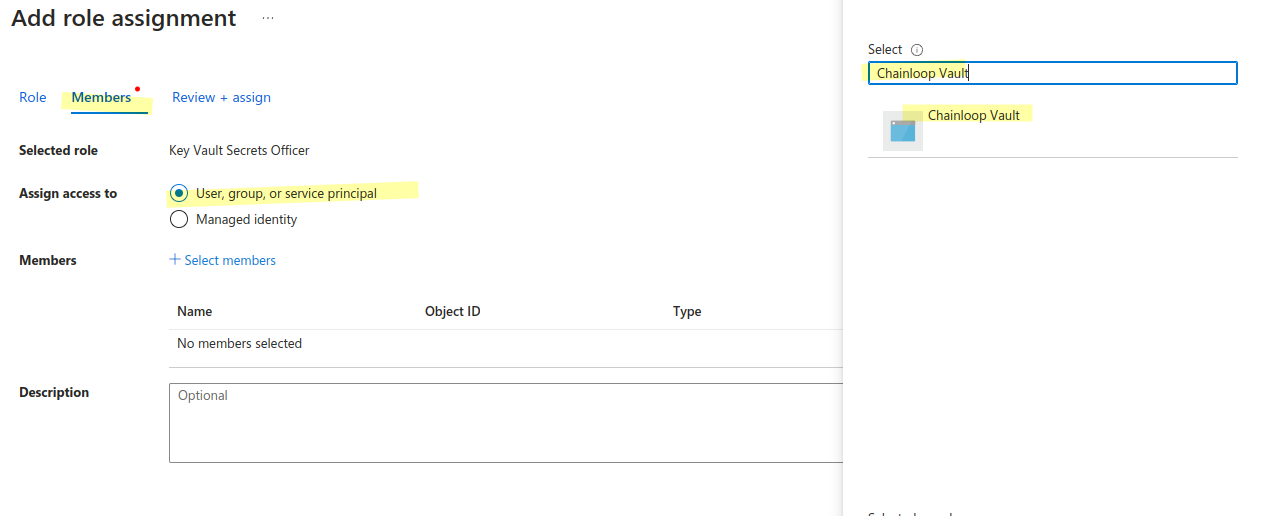 Add role assignment ...
Role Members Review + assign
Selected role Key Vault Secrets Officer
Assign access to User, group, or service principal
Managed identity
Members + Select members
Name Object ID Type
No members selected
Description Optional
Select
Chainloop Vault
Chainloop Vault